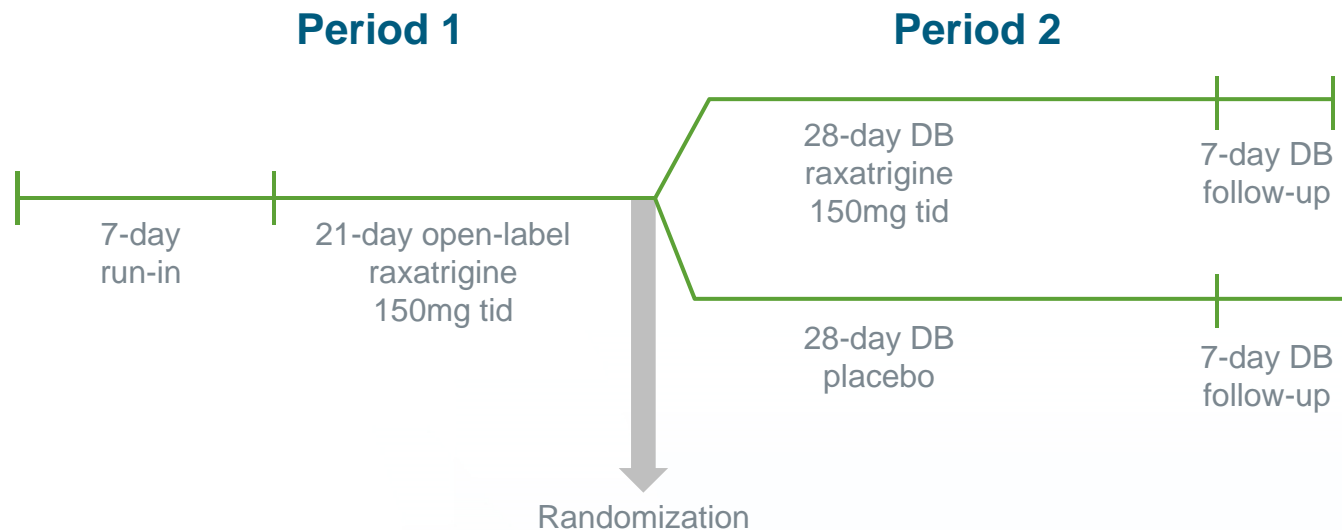 Period 1
Period 2
7-day
run-in
21-day open-label
raxatrigine
150mg tid
28-day DB
raxatrigine
150mg tid
7-day DB
follow-up
28-day DB
placebo
7-day DB
follow-up
Randomization